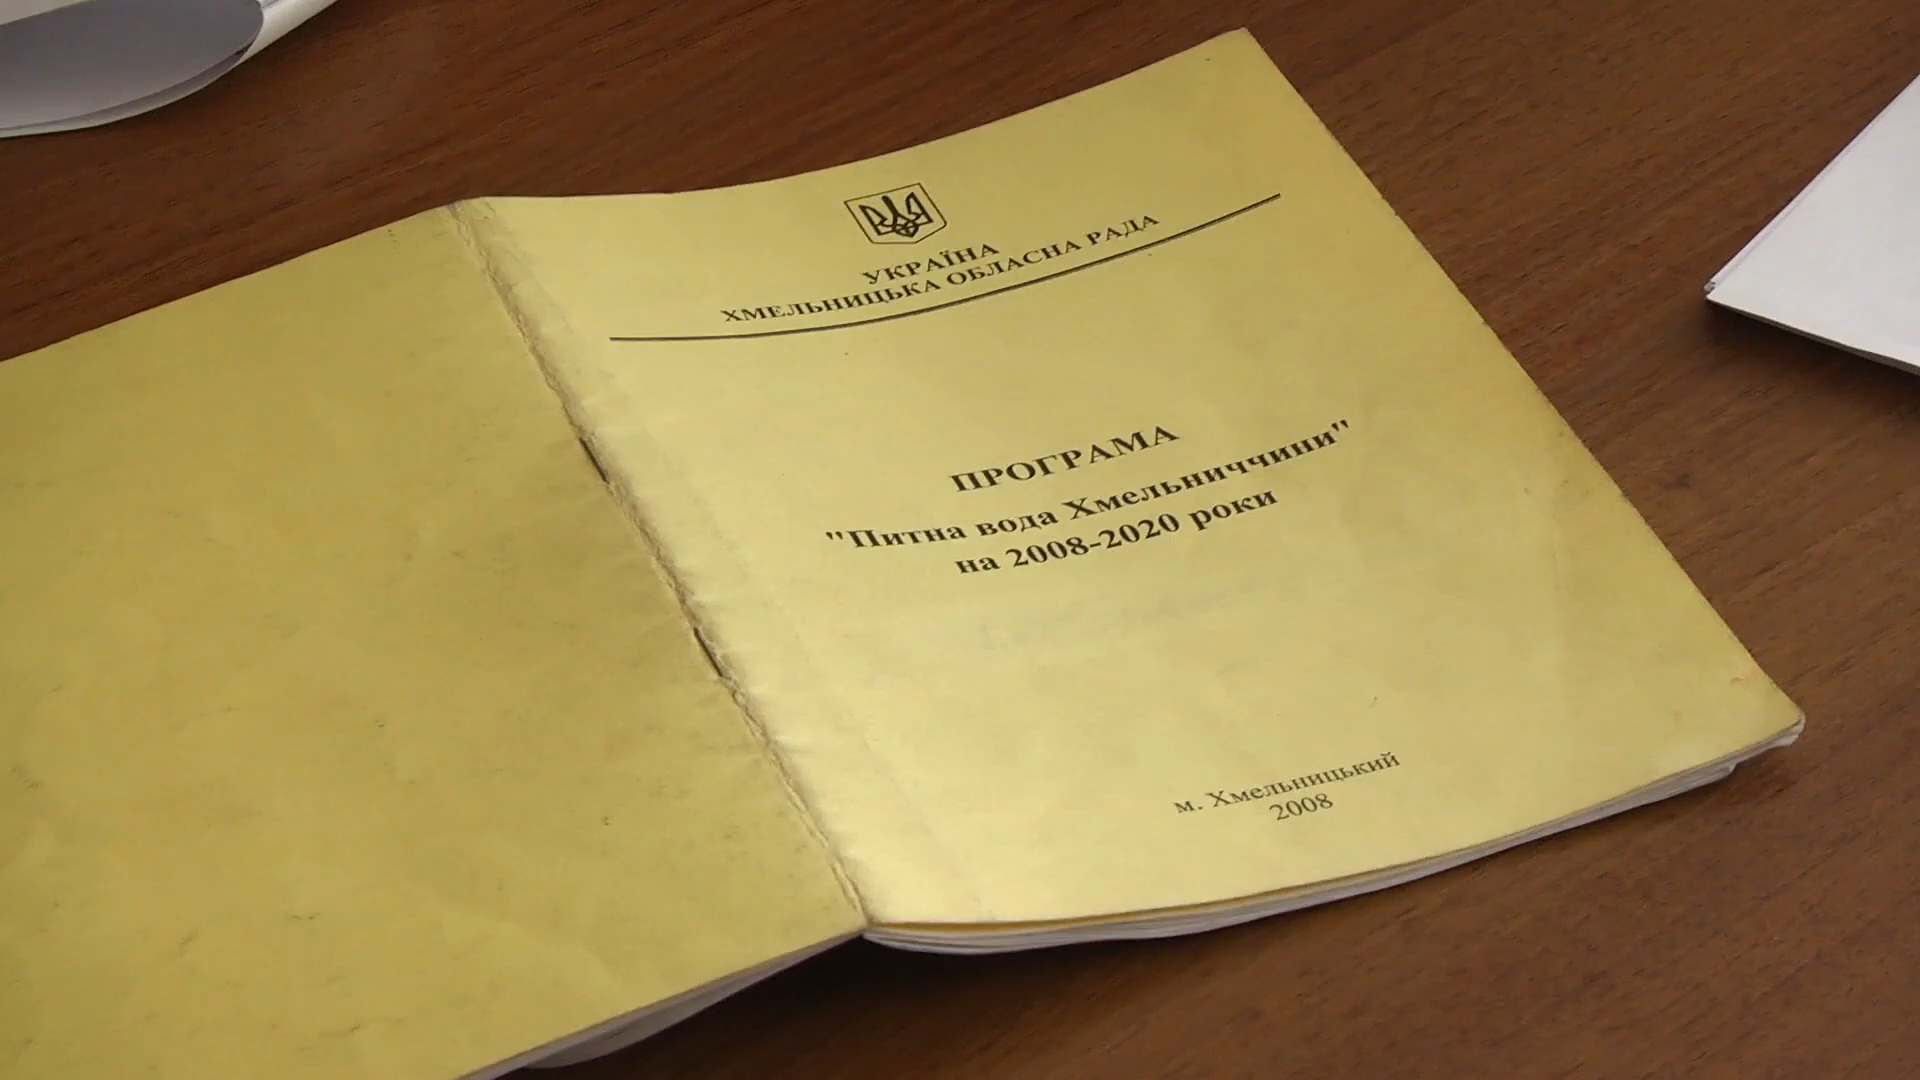 УКРАЇНА
ХМЕЛЬНИЦЬКА ОБЛАСНА РАДА
ПРОГРАМА
"Питна вода Хмельниччини"
на 2008-2020 роки
м. Хмельницький
2008